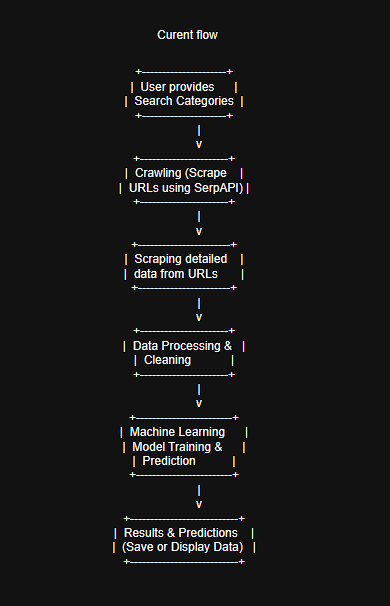 Curent flow
+---------------------+
| User provides |
| Search Categories |
+---------------------+
|
v
+----------------------+
| Crawling (Scrape |
| URLs using SerpAPI) |
+----------------------+
|
v
+-----------------------+
| Scraping detailed |
| data from URLs |
+-----------------------+
|
v
+----------------------+
| Data Processing & |
| Cleaning |
+----------------------+
|
v
+------------------------+
| Machine Learning |
| Model Training & |
| Prediction |
+------------------------+
|
v
+---------------------------+
| Results & Predictions |
| (Save or Display Data) |
+---------------------------+